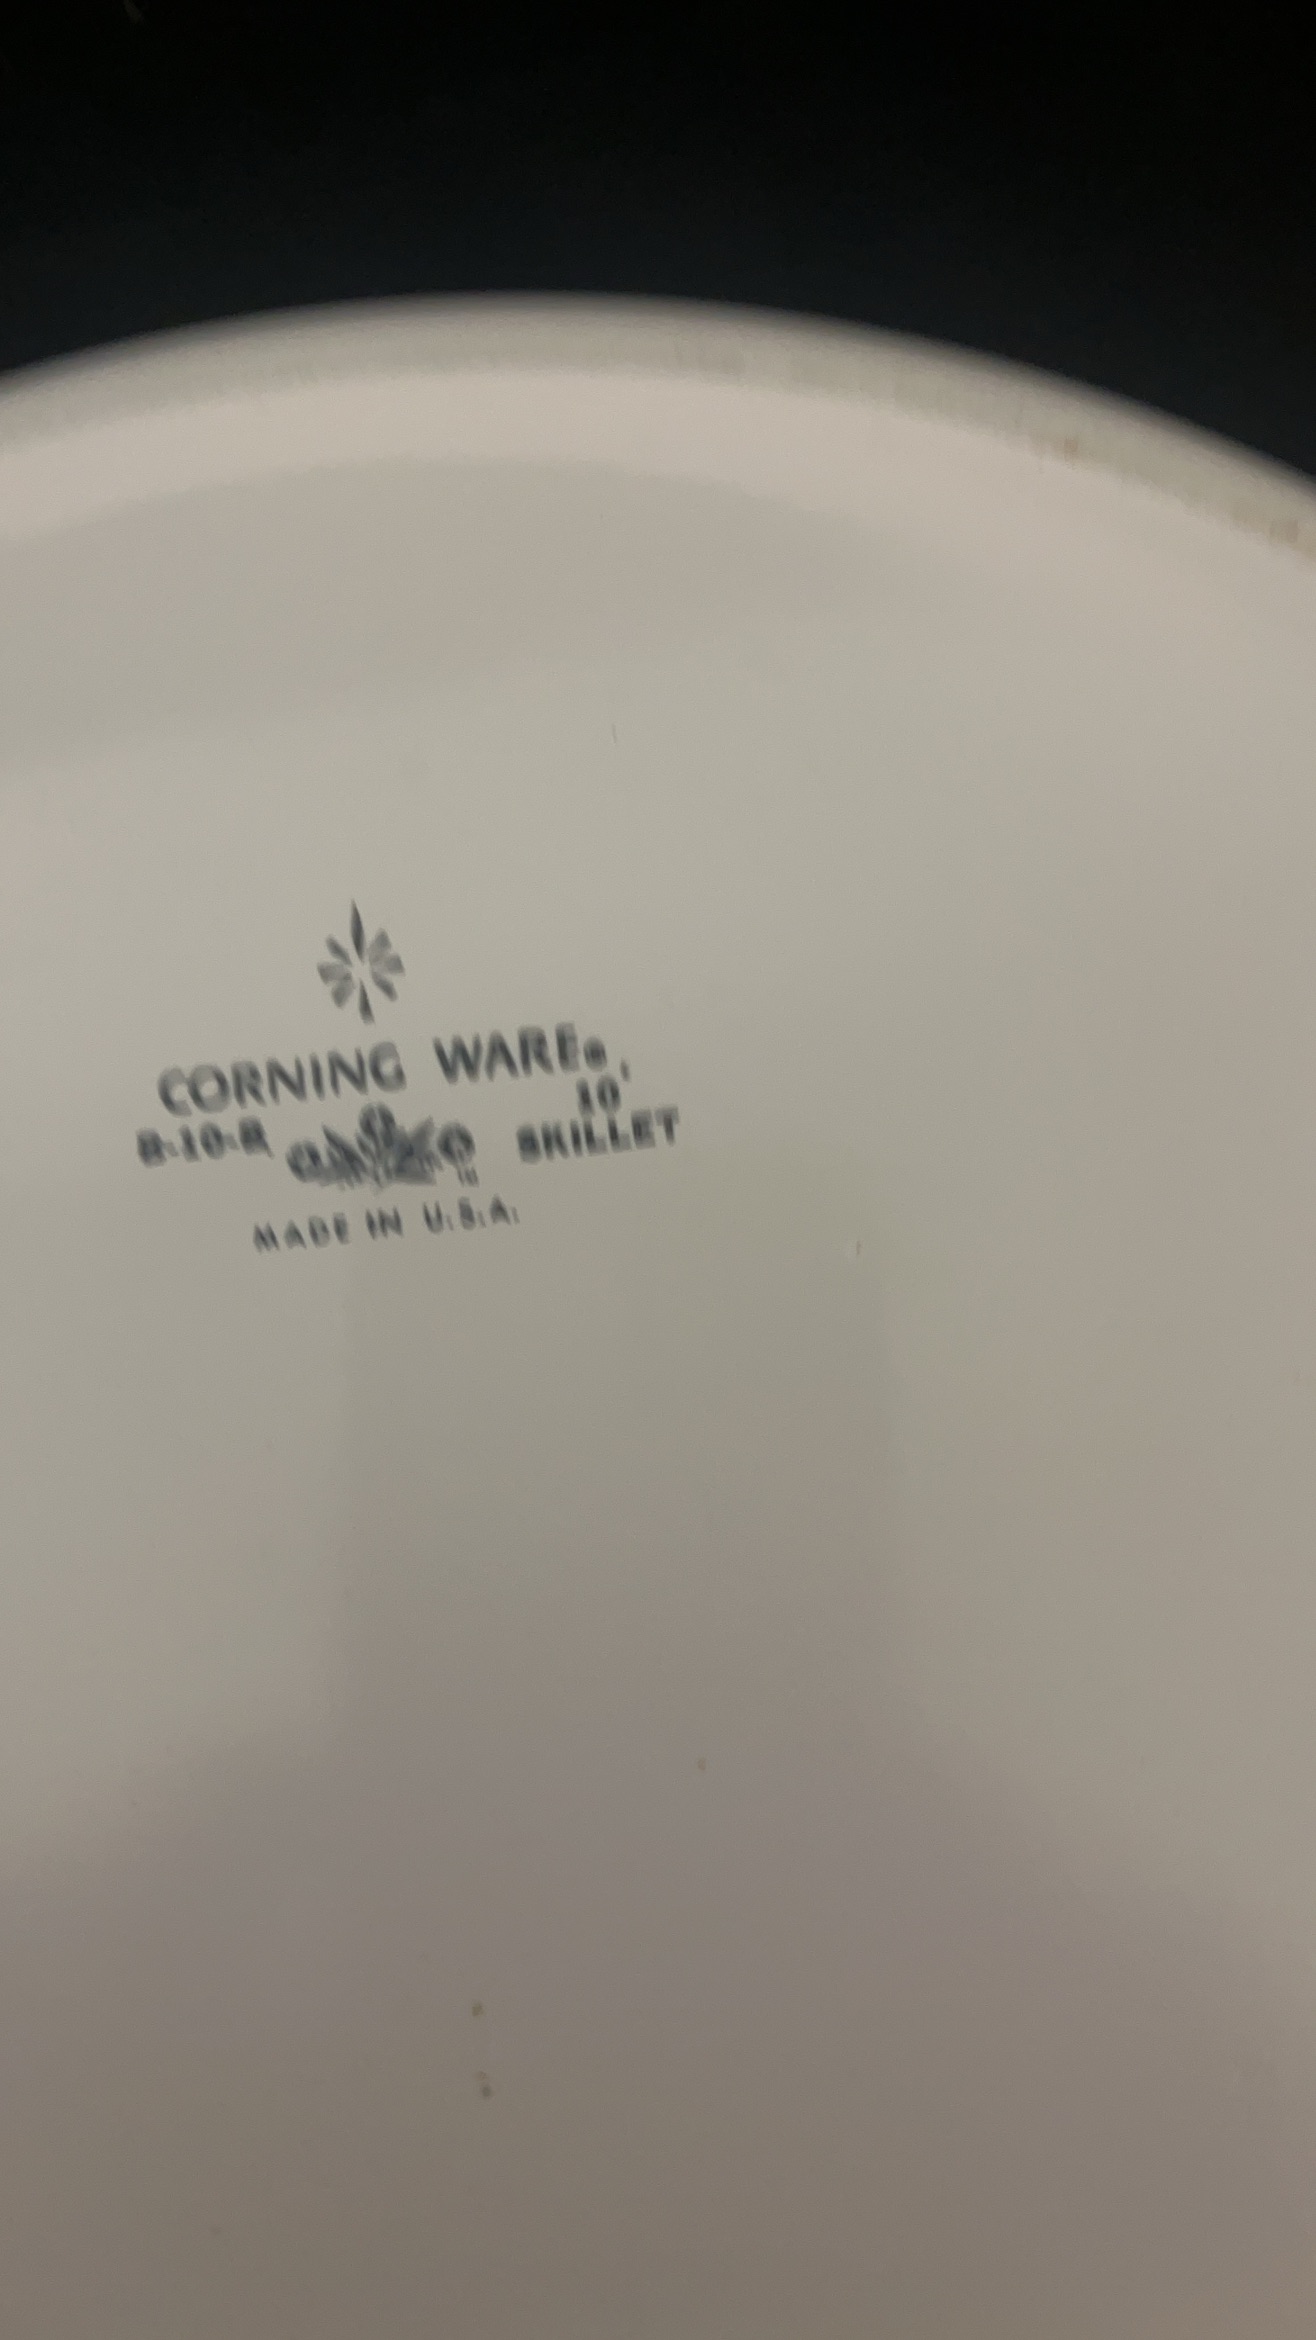 CORNING WARE®
10"
B-10-B SKILLET
MADE IN U.S.A.